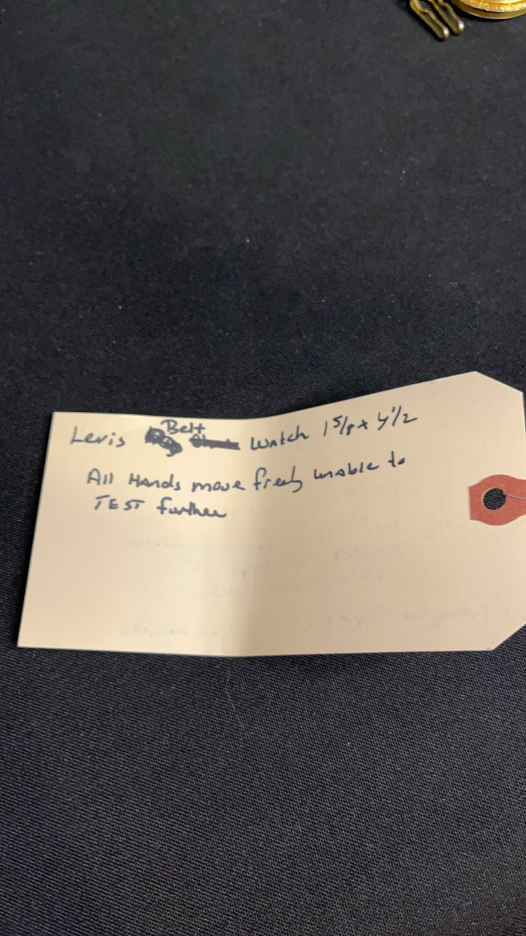 Levis Belt Watch 1 5/8 x 4 1/2
All Hands move freely unable to
TEST further